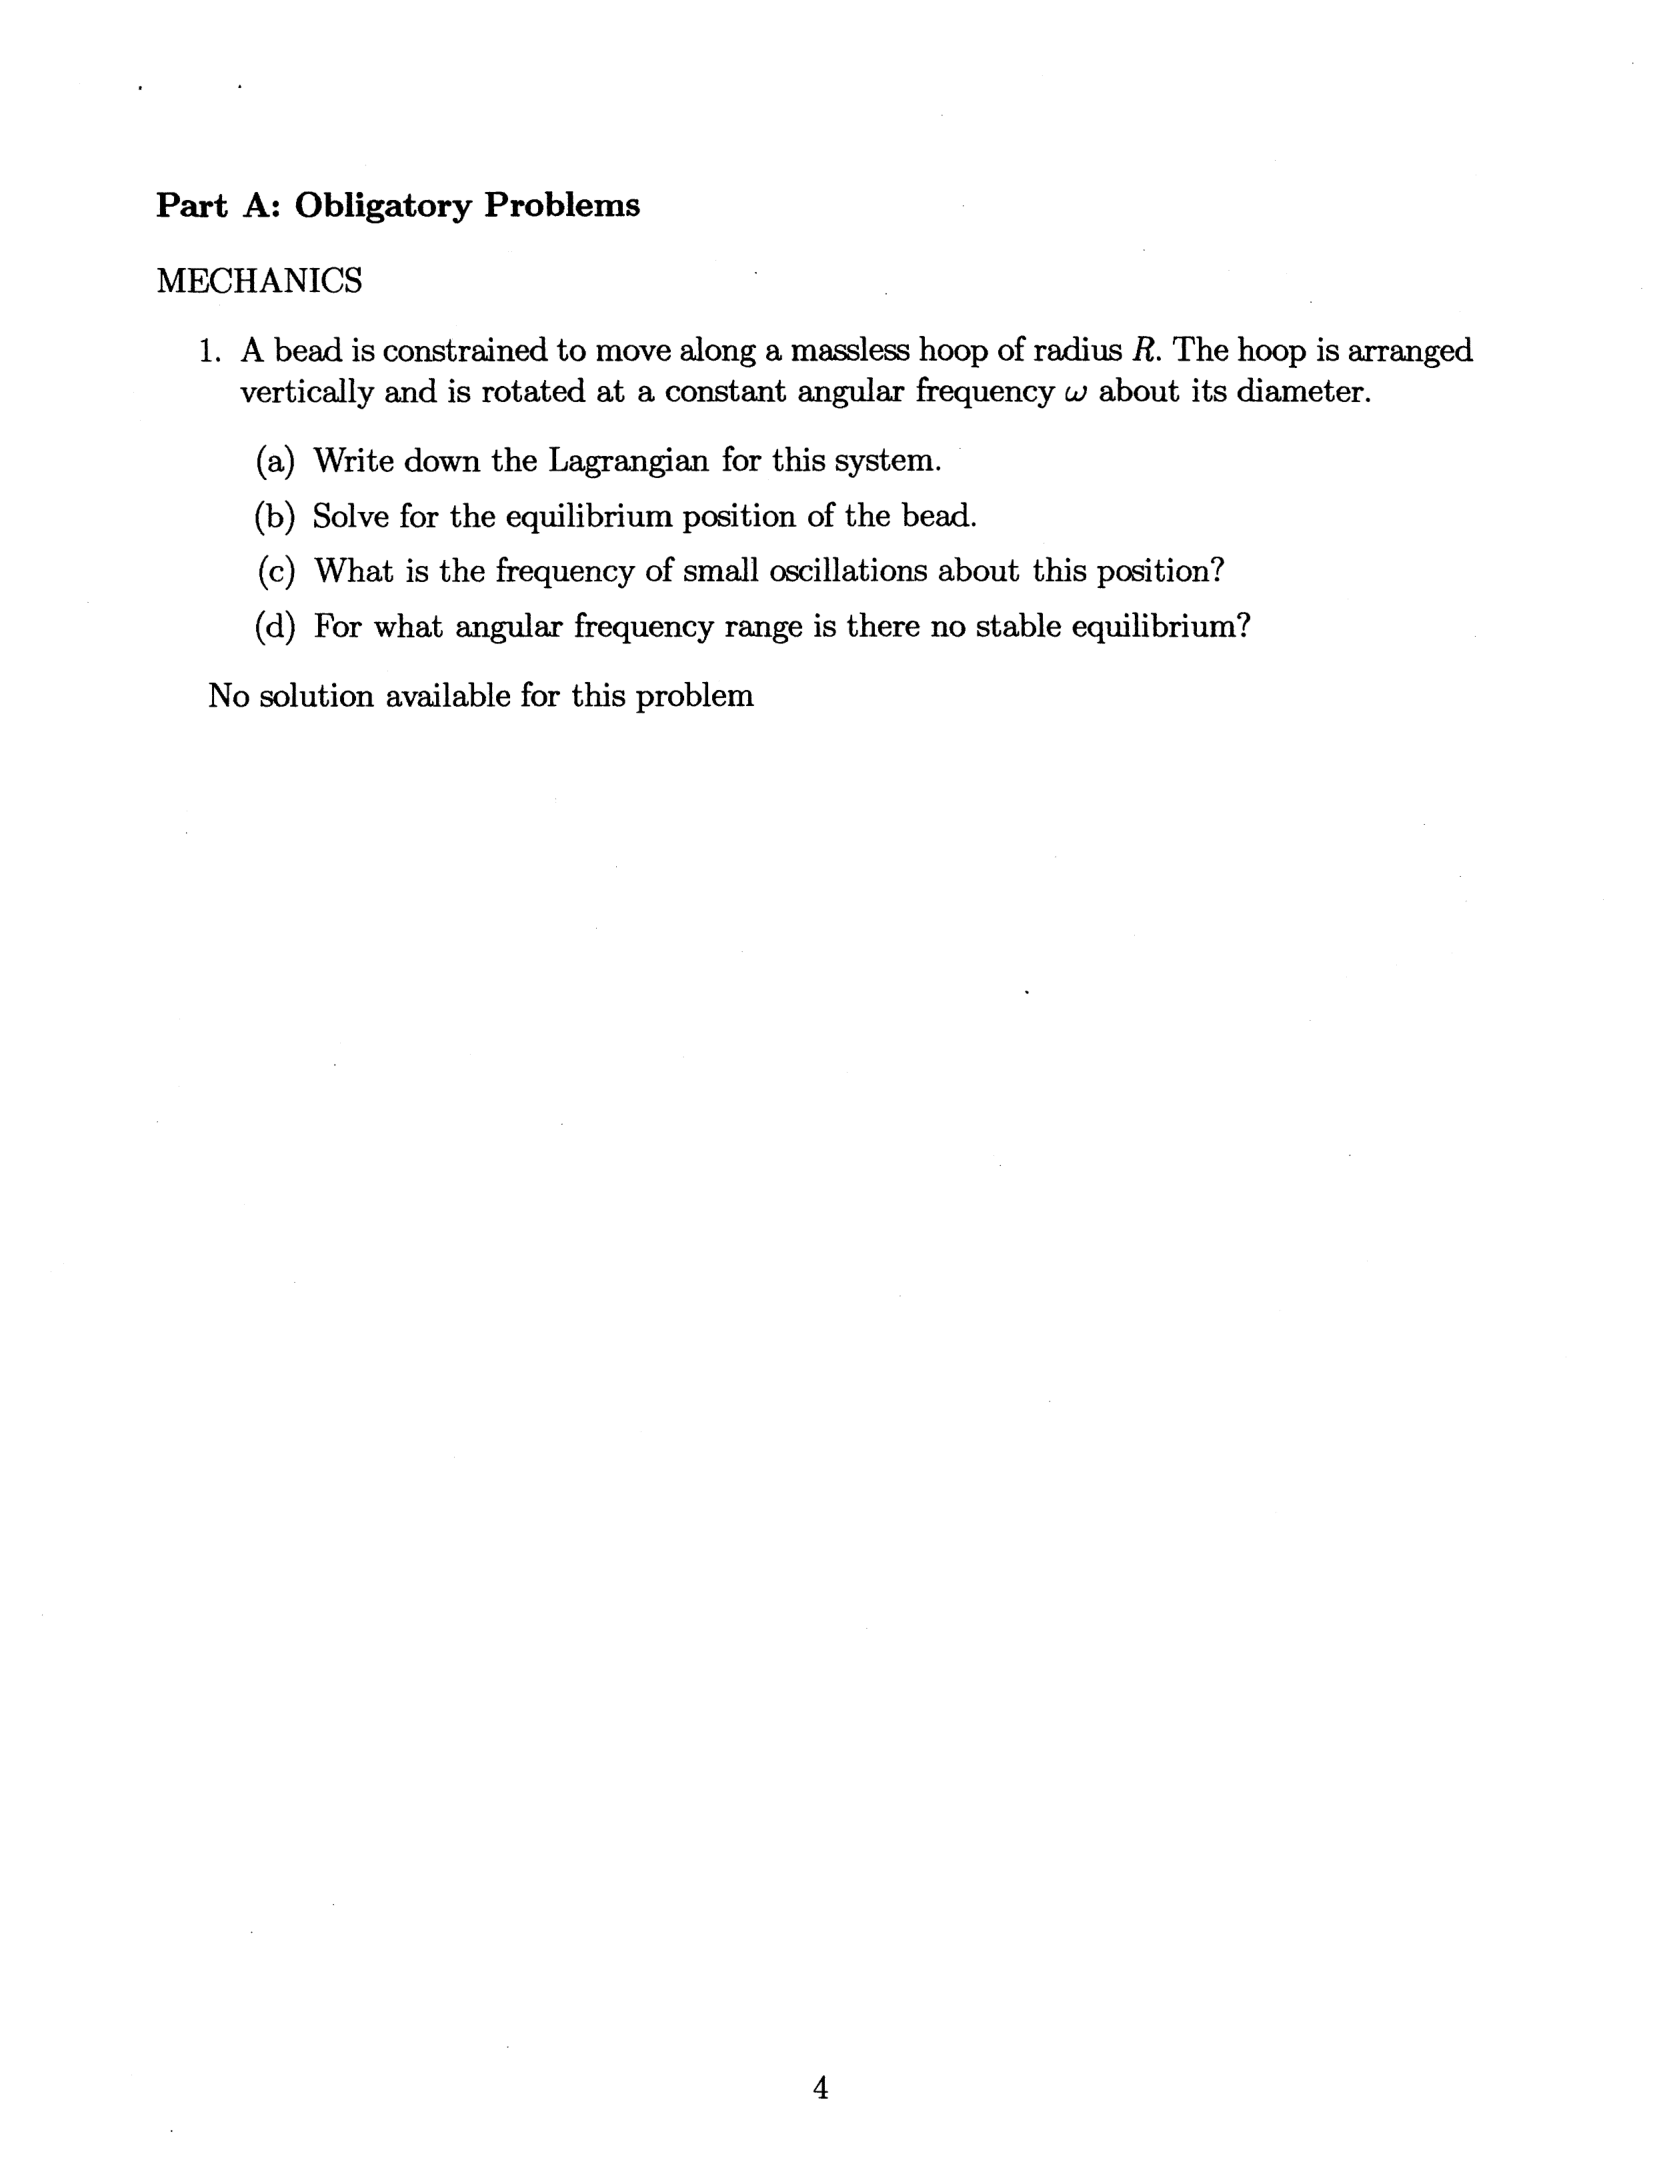 Part A: Obligatory Problems
MECHANICS
1. A bead is constrained to move along a massless hoop of radius R. The hoop is arranged
vertically and is rotated at a constant angular frequency ω about its diameter.
(a) Write down the Lagrangian for this system.
(b) Solve for the equilibrium position of the bead.
(c) What is the frequency of small oscillations about this position?
(d) For what angular frequency range is there no stable equilibrium?
No solution available for this problem
4